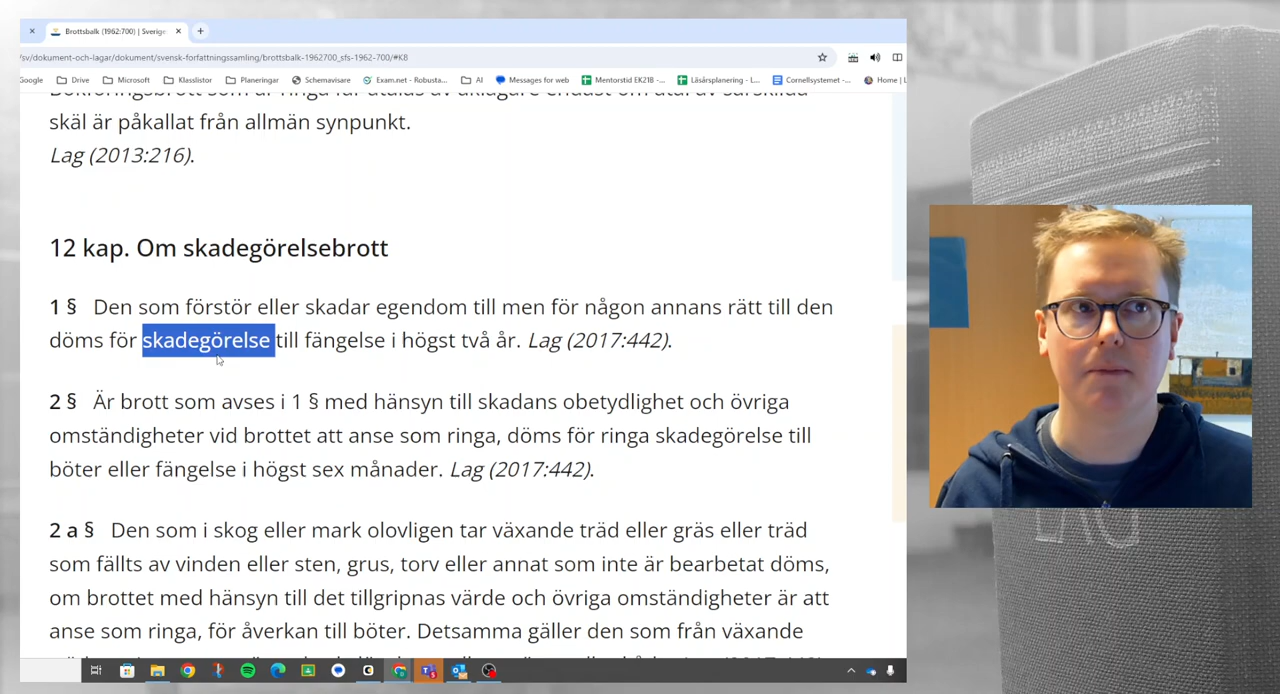 Brottsbalk (1962:700) | Sverige
/sv/dokument-och-lagar/dokument/svensk-forfattningssamling/brottsbalk-1962700_sfs-1962-700/#K8
Google Drive Microsoft Klasslistor Planeringar Schemavisare Exam.net - Robusta... AI Messages for web Mentorstid EK21B -... Läsårsplanering - L... Cornellsystemet -... Home | L
skäl är påkallat från allmän synpunkt.
Lag (2013:216).
12 kap. Om skadegörelsebrott
1 § Den som förstör eller skadar egendom till men för någon annans rätt till den
döms för skadegörelse till fängelse i högst två år. Lag (2017:442).
2 § Är brott som avses i 1 § med hänsyn till skadans obetydlighet och övriga
omständigheter vid brottet att anse som ringa, döms för ringa skadegörelse till
böter eller fängelse i högst sex månader. Lag (2017:442).
2 a § Den som i skog eller mark olovligen tar växande träd eller gräs eller träd
som fällts av vinden eller sten, grus, torv eller annat som inte är bearbetat döms,
om brottet med hänsyn till det tillgripnas värde och övriga omständigheter är att
anse som ringa, för åverkan till böter. Detsamma gäller den som från växande